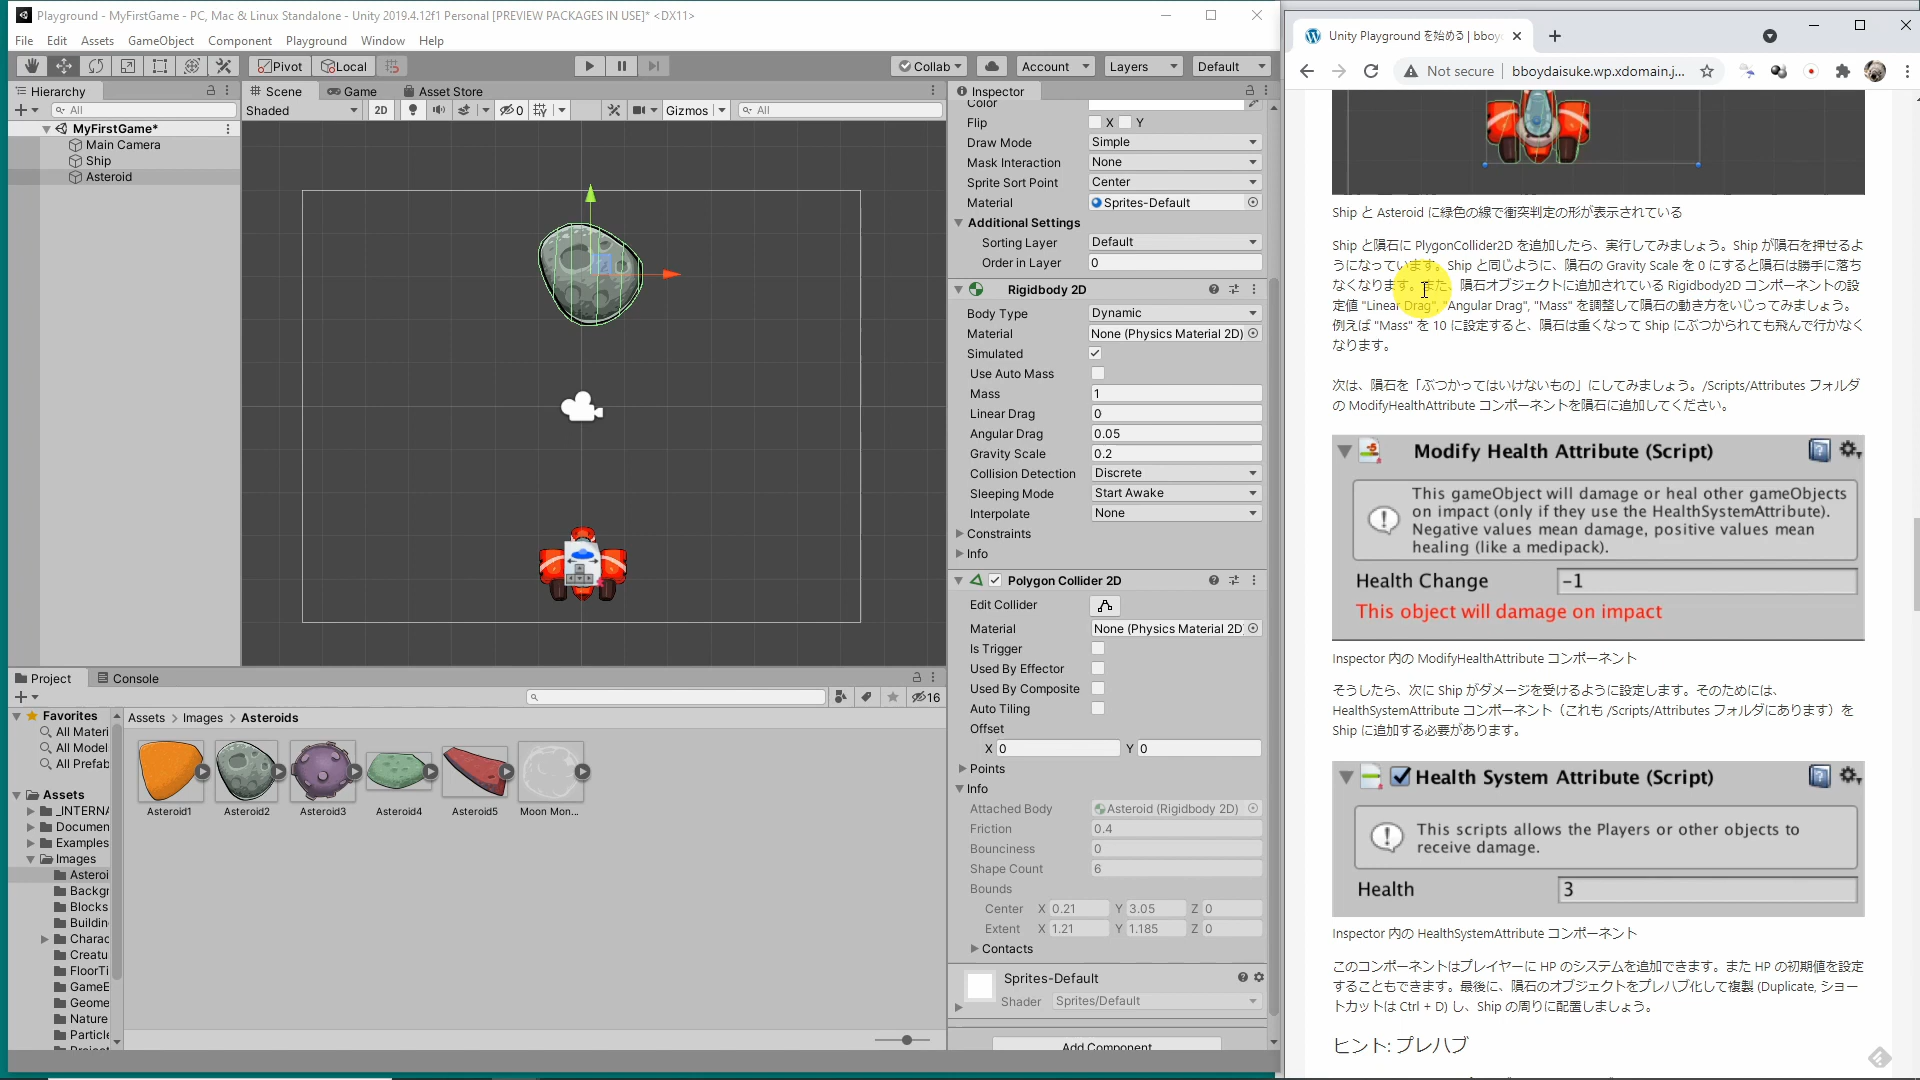 Playground - MyFirstGame - PC, Mac & Linux Standalone - Unity 2019.4.12f1 Personal [PREVIEW PACKAGES IN USE]* <DX11>
File Edit Assets GameObject Component Playground Window Help
Pivot Local Collab Account Layers Default
Hierarchy
All
MyFirstGame*
Main Camera
Ship
Asteroid
Scene Game Asset Store
Shaded 2D 0 Gizmos All
Inspector
Color
Flip X Y
Draw Mode Simple
Mask Interaction None
Sprite Sort Point Center
Material Sprites-Default
Additional Settings
Sorting Layer Default
Order in Layer 0
Rigidbody 2D
Body Type Dynamic
Material None (Physics Material 2D)
Simulated
Use Auto Mass
Mass 1
Linear Drag 0
Angular Drag 0.05
Gravity Scale 0.2
Collision Detection Discrete
Sleeping Mode Start Awake
Interpolate None
Constraints
Info
Polygon Collider 2D
Edit Collider
Material None (Physics Material 2D
Is Trigger
Used By Effector
Used By Composite
Auto Tiling
Offset
X 0 Y 0
Points
Info
Attached Body Asteroid (Rigidbody 2D)
Friction 0.4
Bounciness 0
Shape Count 6
Bounds
Center X 0.21 Y 3.05 Z 0
Extent X 1.21 Y 1.185 Z 0
Contacts
Sprites-Default
Shader Sprites/Default
Add Component
Project Console
16
Favorites
All Materi
All Model
All Prefab
Assets
_INTERNA
Documen
Examples
Images
Asteroi
Backgr
Blocks
Buildin
Charac
Creatu
FloorTi
GameE
Geome
Nature
Particle
Assets > Images > Asteroids
Asteroid1 Asteroid2 Asteroid3 Asteroid4 Asteroid5 Moon Mon...
Unity Playground を始める | bboyd
Not secure bboydaisuke.wp.xdomain.j...
Ship と Asteroid に緑色の線で衝突判定の形が表示されている
Ship と隕石に PlygonCollider2D を追加したら、実行してみましょう。Ship が隕石を押せるよ
うになっています。Ship と同じように、隕石の Gravity Scale を 0 にすると隕石は勝手に落ち
なくなります。また、隕石オブジェクトに追加されている Rigidbody2D コンポーネントの設
定値 "Linear Drag", "Angular Drag", "Mass" を調整して隕石の動き方をいじってみましょう。
例えば "Mass" を 10 に設定すると、隕石は重くなって Ship にぶつかられても飛んで行かなく
なります。
次は、隕石を「ぶつかってはいけないもの」にしてみましょう。/Scripts/Attributes フォルダ
の ModifyHealthAttribute コンポーネントを隕石に追加してください。
Modify Health Attribute (Script)
This gameObject will damage or heal other gameObjects
on impact (only if they use the HealthSystemAttribute).
Negative values mean damage, positive values mean
healing (like a medipack).
Health Change -1
This object will damage on impact
Inspector 内の ModifyHealthAttribute コンポーネント
そうしたら、次に Ship がダメージを受けるように設定します。そのためには、
HealthSystemAttribute コンポーネント（これも /Scripts/Attributes フォルダにあります）を
Ship に追加する必要があります。
Health System Attribute (Script)
This scripts allows the Players or other objects to
receive damage.
Health 3
Inspector 内の HealthSystemAttribute コンポーネント
このコンポーネントはプレイヤーに HP のシステムを追加できます。また HP の初期値を設定
することもできます。最後に、隕石のオブジェクトをプレハブ化して複製 (Duplicate, ショー
トカットは Ctrl + D) し、Ship の周りに配置しましょう。
ヒント: プレハブ